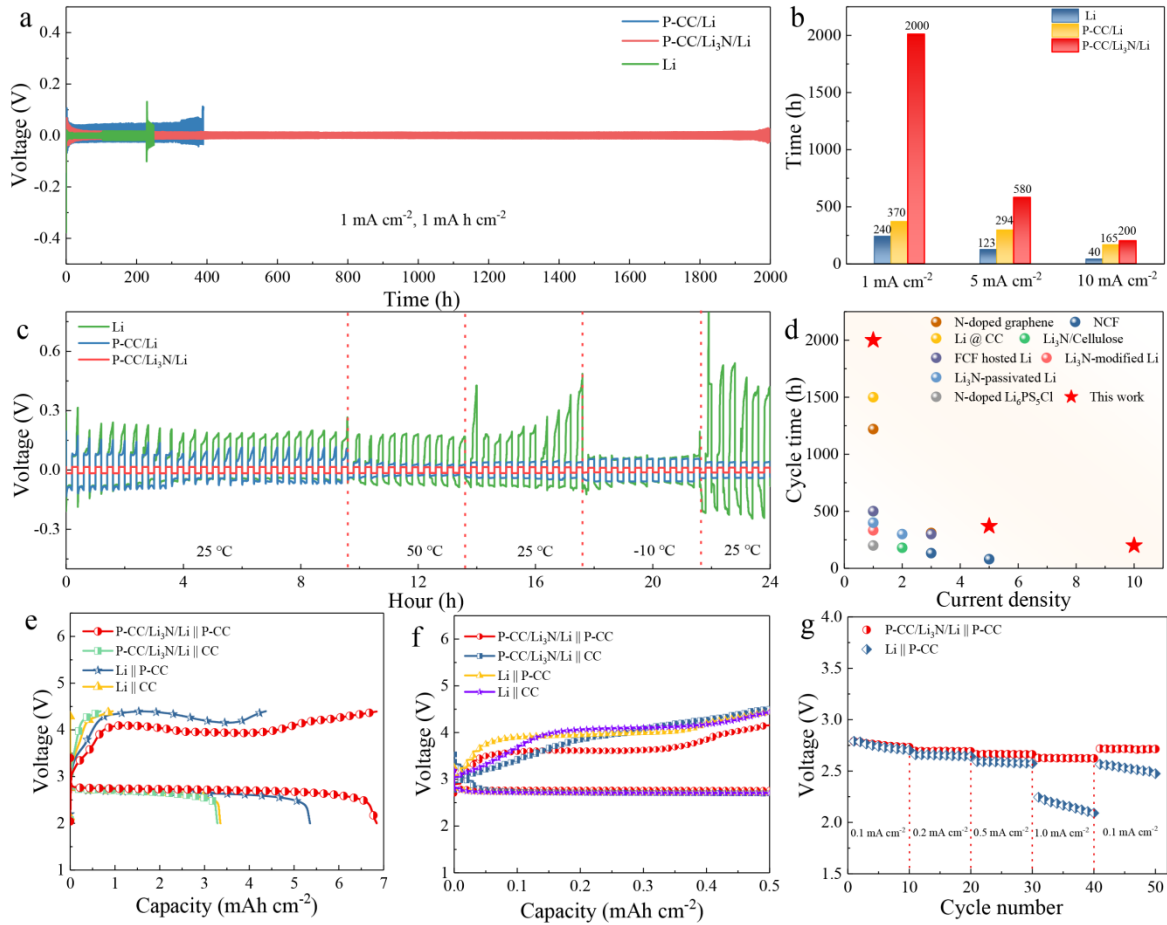 a
P-CC/Li
P-CC/Li₃N/Li
Li
0.4
0.2
0.0
-0.2
-0.4
Voltage (V)
1 mA cm⁻², 1 mA h cm⁻²
0 200 400 600 800 1000 1200 1400 1600 1800 2000
Time (h)
b
Li
P-CC/Li
P-CC/Li₃N/Li
2000
1500
1000
500
0
Time (h)
240 370 2000
123 294 580
40 165 200
1 mA cm⁻² 5 mA cm⁻² 10 mA cm⁻²
c
Li
P-CC/Li
P-CC/Li₃N/Li
0.6
0.3
0.0
-0.3
Voltage (V)
25 °C 50 °C 25 °C -10 °C 25 °C
0 4 8 12 16 20 24
Hour (h)
d
N-doped graphene NCF
Li @ CC Li₃N/Cellulose
FCF hosted Li Li₃N-modified Li
Li₃N-passivated Li
N-doped Li₆PS₅Cl This work
2000
1500
1000
500
0
Cycle time (h)
0 2 4 6 8 10
Current density
e
P-CC/Li₃N/Li || P-CC
P-CC/Li₃N/Li || CC
Li || P-CC
Li || CC
6
5
4
3
2
1
Voltage (V)
0 1 2 3 4 5 6 7
Capacity (mAh cm⁻²)
f
P-CC/Li₃N/Li || P-CC
P-CC/Li₃N/Li || CC
Li || P-CC
Li || CC
6
5
4
3
2
1
Voltage (V)
0.0 0.1 0.2 0.3 0.4 0.5
Capacity (mAh cm⁻²)
g
P-CC/Li₃N/Li || P-CC
Li || P-CC
4.0
3.5
3.0
2.5
2.0
1.5
Voltage (V)
0.1 mA cm⁻² 0.2 mA cm⁻² 0.5 mA cm⁻² 1.0 mA cm⁻² 0.1 mA cm⁻²
0 10 20 30 40 50
Cycle number